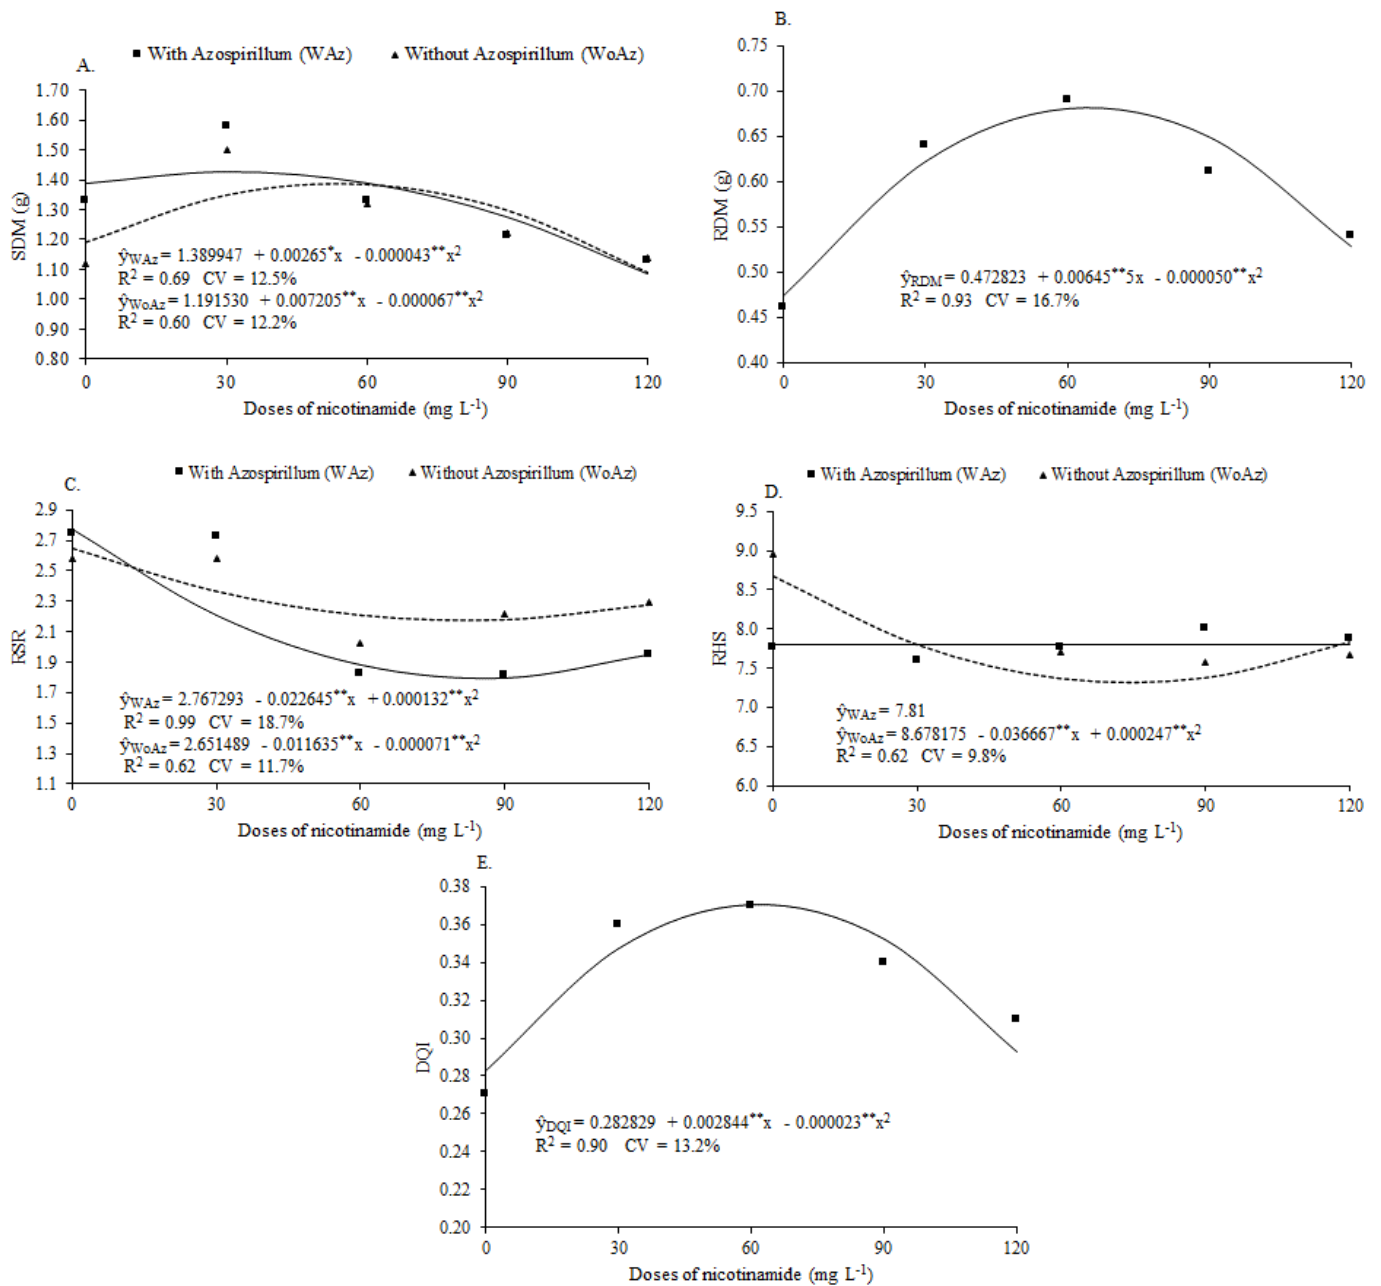 A.
■ With Azospirillum (WAz) ▲ Without Azospirillum (WoAz)
1.70
1.60
1.50
1.40
1.30
1.20
1.10
1.00
0.90
0.80
SDM (g)
ŷWAz = 1.389947 + 0.00265*x - 0.000043**x²
R² = 0.69 CV = 12.5%
ŷWoAz = 1.191530 + 0.007205**x - 0.000067**x²
R² = 0.60 CV = 12.2%
0 30 60 90 120
Doses of nicotinamide (mg L⁻¹)
B.
0.75
0.70
0.65
0.60
0.55
0.50
0.45
0.40
RDM (g)
ŷRDM = 0.472823 + 0.00645**5x - 0.000050**x²
R² = 0.93 CV = 16.7%
0 30 60 90 120
Doses of nicotinamide (mg L⁻¹)
C.
■ With Azospirillum (WAz) ▲ Without Azospirillum (WoAz)
2.9
2.7
2.5
2.3
2.1
1.9
1.7
1.5
1.3
1.1
RSR
ŷWAz = 2.767293 - 0.022645**x + 0.000132**x²
R² = 0.99 CV = 18.7%
ŷWoAz = 2.651489 - 0.011635**x - 0.000071**x²
R² = 0.62 CV = 11.7%
0 30 60 90 120
Doses of nicotinamide (mg L⁻¹)
D.
■ With Azospirillum (WAz) ▲ Without Azospirillum (WoAz)
9.5
9.0
8.5
8.0
7.5
7.0
6.5
6.0
RHS
ŷWAz = 7.81
ŷWoAz = 8.678175 - 0.036667**x + 0.000247**x²
R² = 0.62 CV = 9.8%
0 30 60 90 120
Doses of nicotinamide (mg L⁻¹)
E.
0.38
0.36
0.34
0.32
0.30
0.28
0.26
0.24
0.22
0.20
DQI
ŷDQI = 0.282829 + 0.002844**x - 0.000023**x²
R² = 0.90 CV = 13.2%
0 30 60 90 120
Doses of nicotinamide (mg L⁻¹)